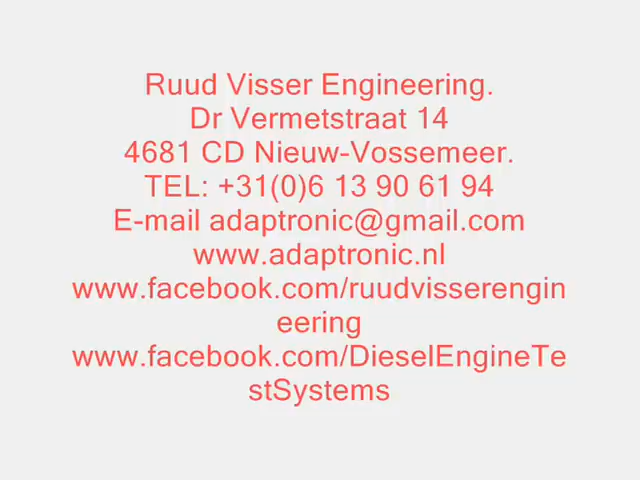 Ruud Visser Engineering.
Dr Vermetstraat 14
4681 CD Nieuw-Vossemeer.
TEL: +31(0)6 13 90 61 94
E-mail adaptronic@gmail.com
www.adaptronic.nl
www.facebook.com/ruudvisserengin
eering
www.facebook.com/DieselEngineTe
stSystems